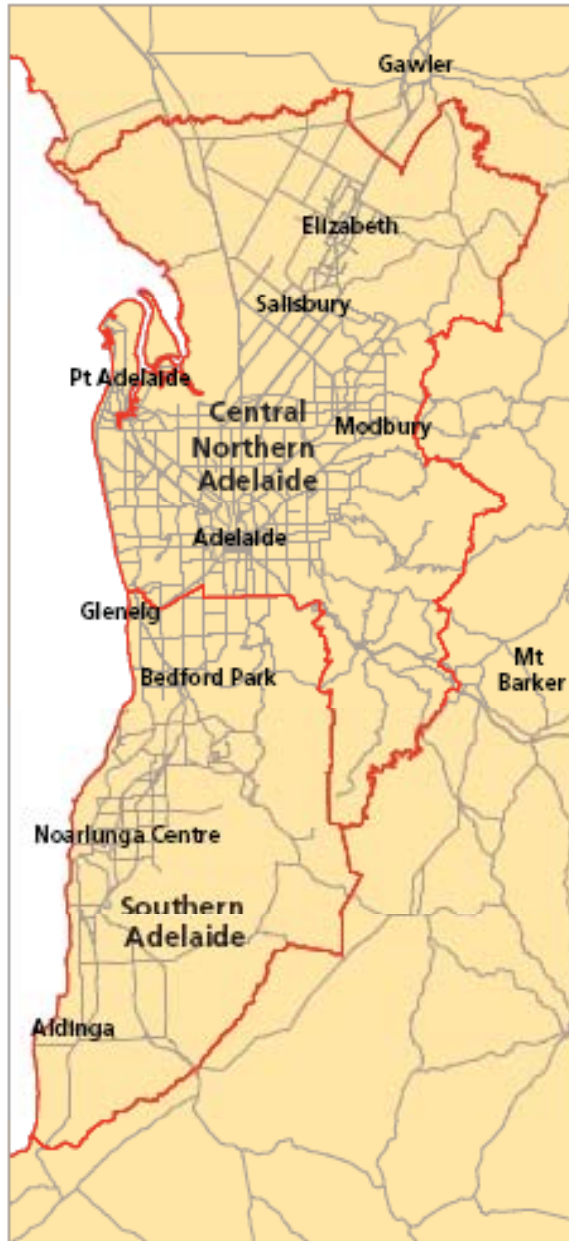 Gawler
Elizabeth
Salisbury
Pt Adelaide
Central
Northern
Adelaide
Modbury
Adelaide
Glenelg
Bedford Park
Mt
Barker
Noarlunga Centre
Southern
Adelaide
Aldinga